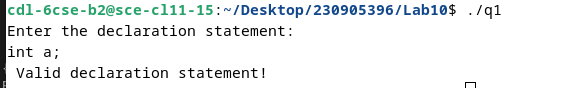 cdl-6cse-b2@sce-cl11-15:~/Desktop/230905396/Lab10$ ./q1
Enter the declaration statement:
int a;
 Valid declaration statement!